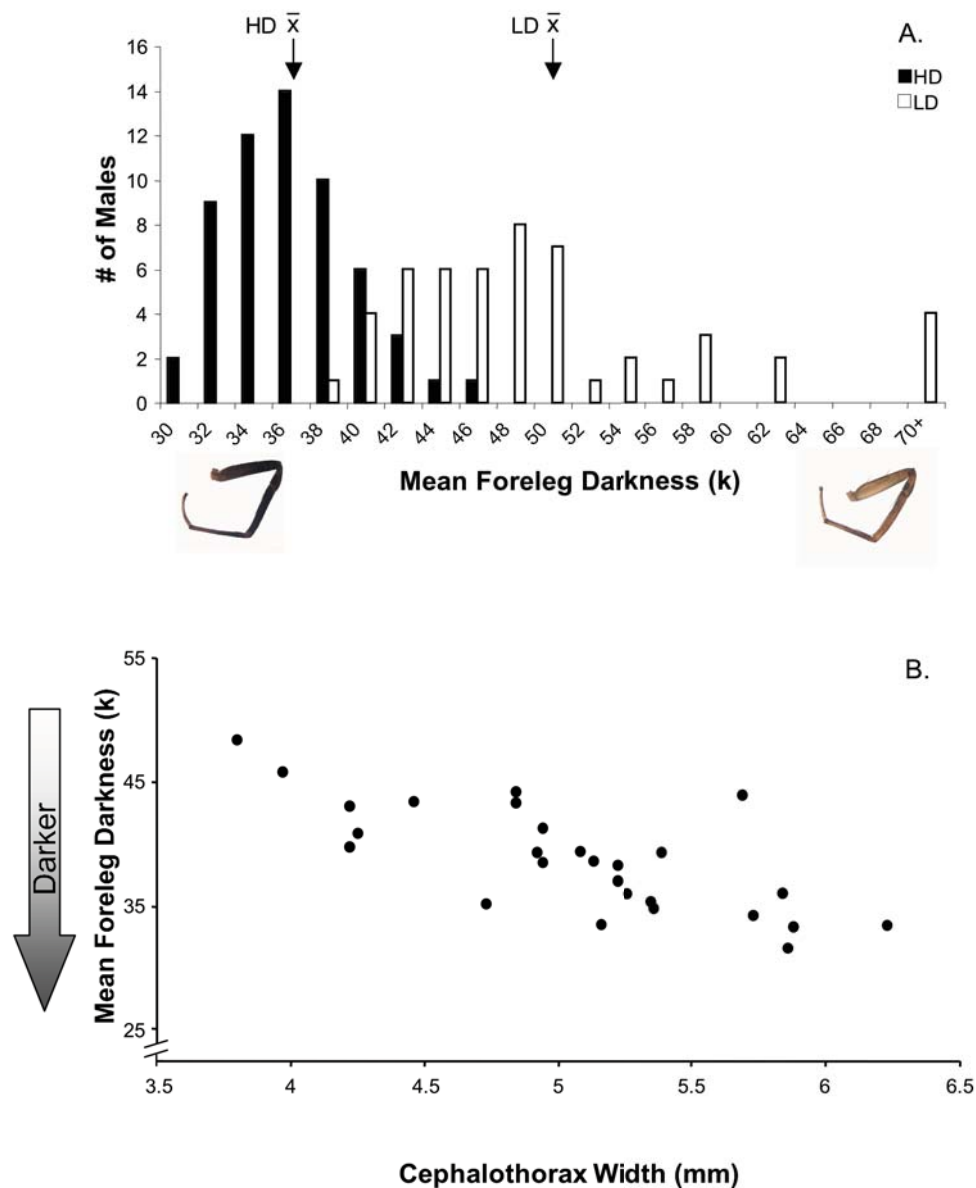 HD x̄
LD x̄
A.
HD
LD
16
14
12
10
8
6
4
2
0
# of Males
30 32 34 36 38 40 42 44 46 48 50 52 54 56 58 60 62 64 66 68 70+
Mean Foreleg Darkness (k)
B.
55
45
35
25
Mean Foreleg Darkness (k)
Darker
3.5 4 4.5 5 5.5 6 6.5
Cephalothorax Width (mm)